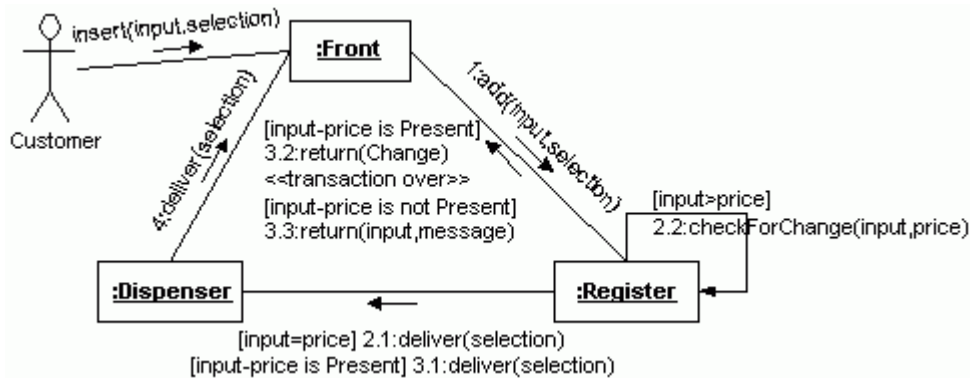 insert(input,selection)
:Front
Customer
4:deliver(selection)
1:add(input,selection)
[input-price is Present]
3.2:return(Change)
<<transaction over>>
[input-price is not Present]
3.3:return(input,message)
[input>price]
2.2:checkForChange(input,price)
:Dispenser
:Register
[input=price] 2.1:deliver(selection)
[input-price is Present] 3.1:deliver(selection)